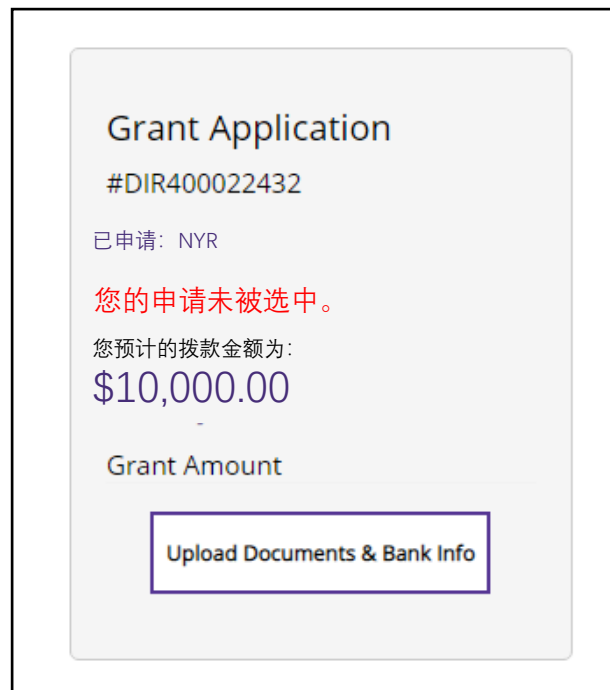 Grant Application
#DIR400022432
已申请：NYR
您的申请未被选中。
您预计的拨款金额为：
$10,000.00
-
Grant Amount
Upload Documents & Bank Info